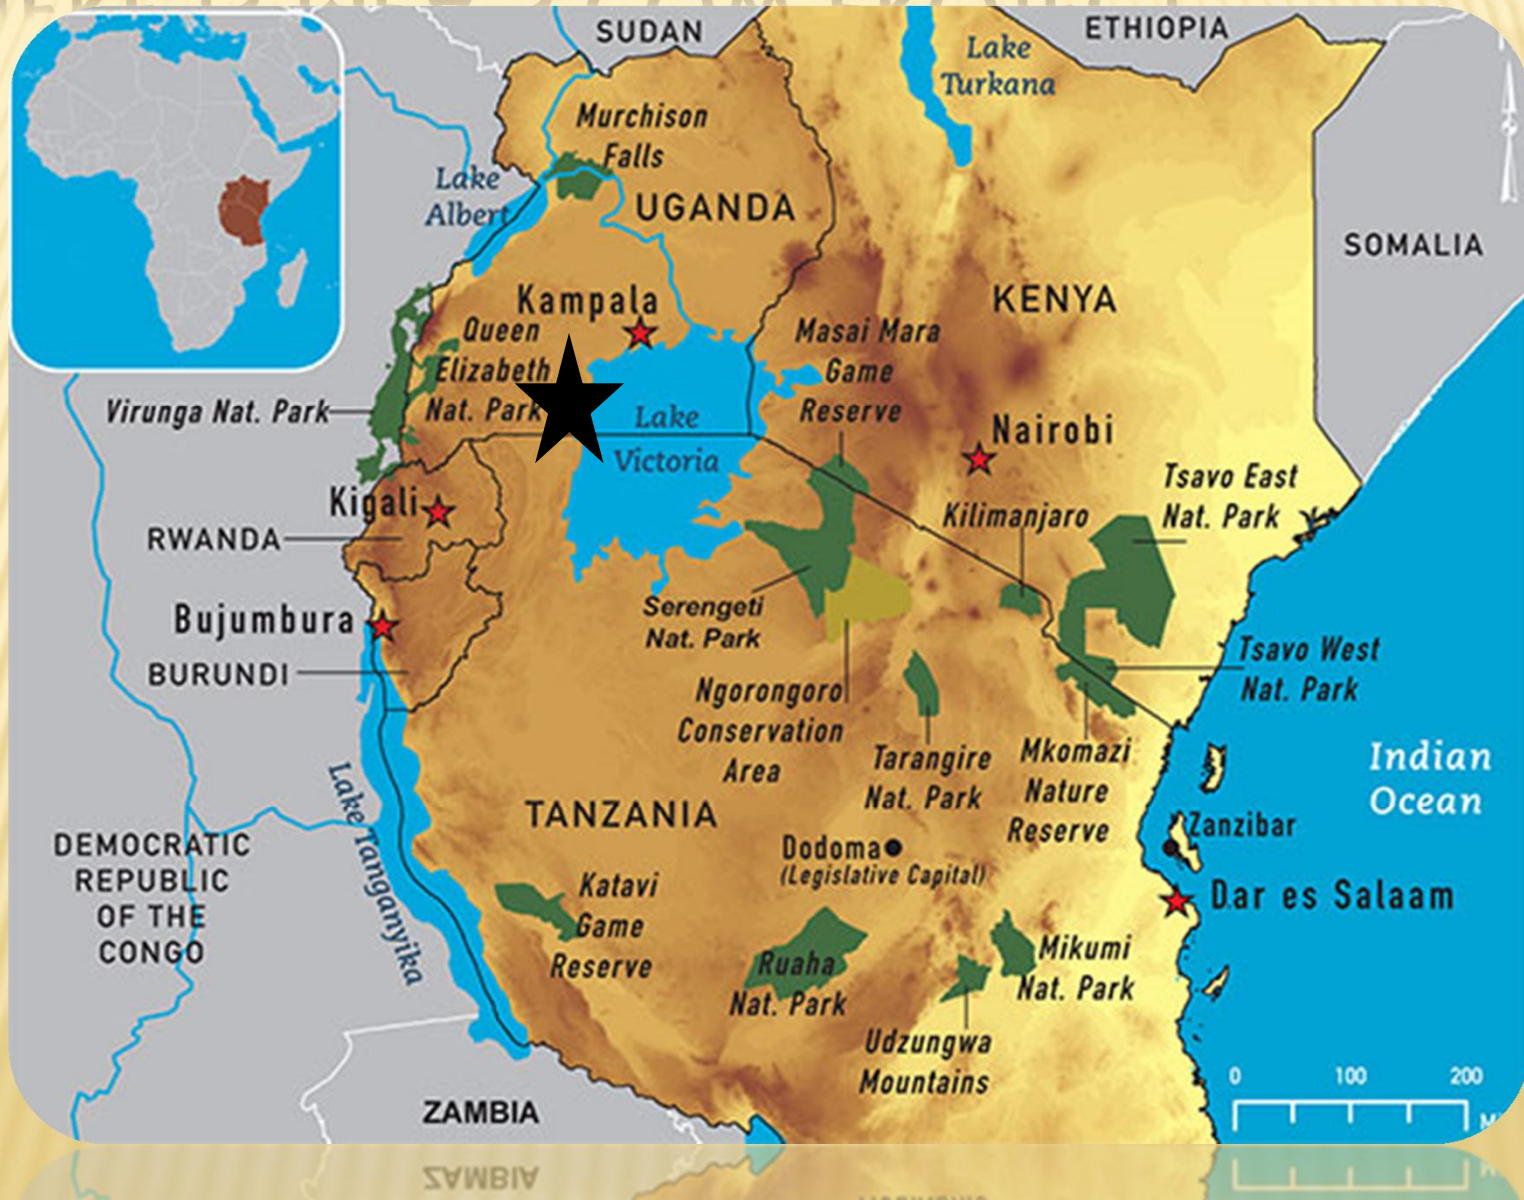 SUDAN
ETHIOPIA
Lake
Turkana
Murchison
Falls
Lake
Albert
UGANDA
SOMALIA
KENYA
Kampala
Queen
Elizabeth
Nat. Park
Masai Mara
Game
Reserve
Virunga Nat. Park
Lake
Victoria
Nairobi
Tsavo East
Nat. Park
Kigali
Kilimanjaro
RWANDA
Serengeti
Nat. Park
Bujumbura
BURUNDI
Tsavo West
Nat. Park
Ngorongoro
Conservation
Area
Tarangire
Nat. Park
Mkomazi
Nature
Reserve
Indian
Ocean
Lake Tanganyika
TANZANIA
Zanzibar
Dodoma
(Legislative Capital)
DEMOCRATIC
REPUBLIC
OF THE
CONGO
Katavi
Game
Reserve
Dar es Salaam
Ruaha
Nat. Park
Mikumi
Nat. Park
Udzungwa
Mountains
0 100 200
ZAMBIA